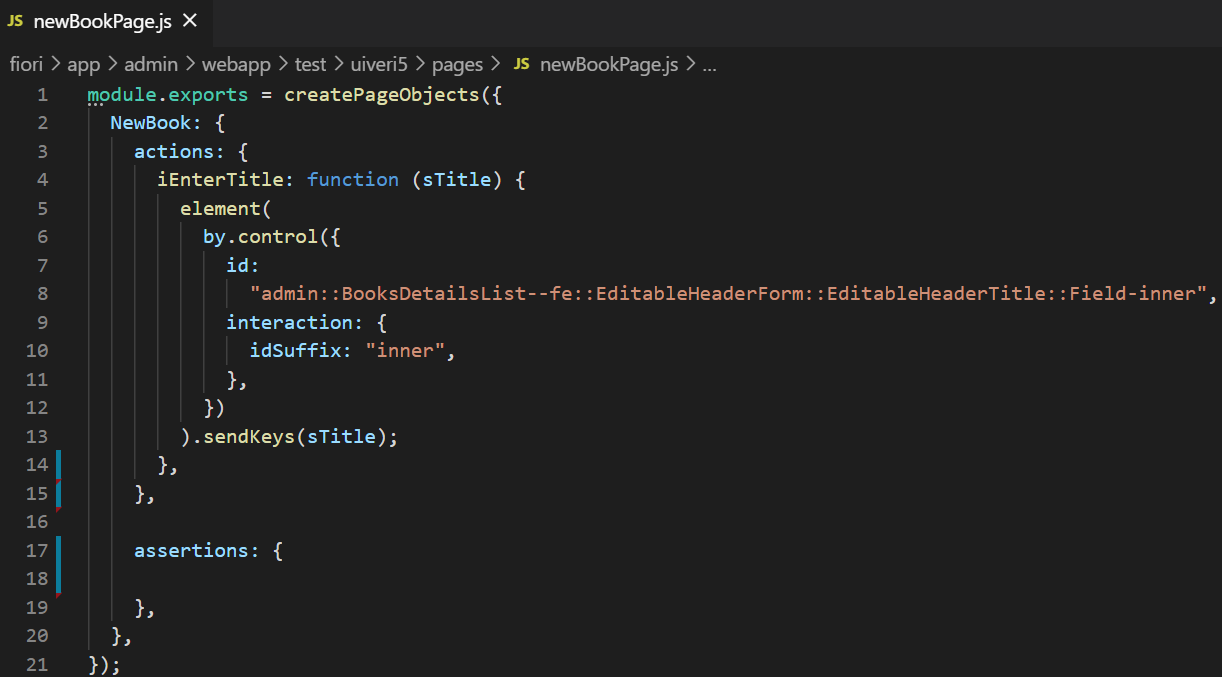 JS newBookPage.js ×
fiori > app > admin > webapp > test > uiveri5 > pages > JS newBookPage.js > ...
1 module.exports = createPageObjects({
2   NewBook: {
3     actions: {
4       iEnterTitle: function (sTitle) {
5         element(
6           by.control({
7             id:
8               "admin::BooksDetailsList--fe::EditableHeaderForm::EditableHeaderTitle::Field-inner",
9             interaction: {
10               idSuffix: "inner",
11             },
12           })
13         ).sendKeys(sTitle);
14       },
15     },
16
17     assertions: {
18
19     },
20   },
21 });